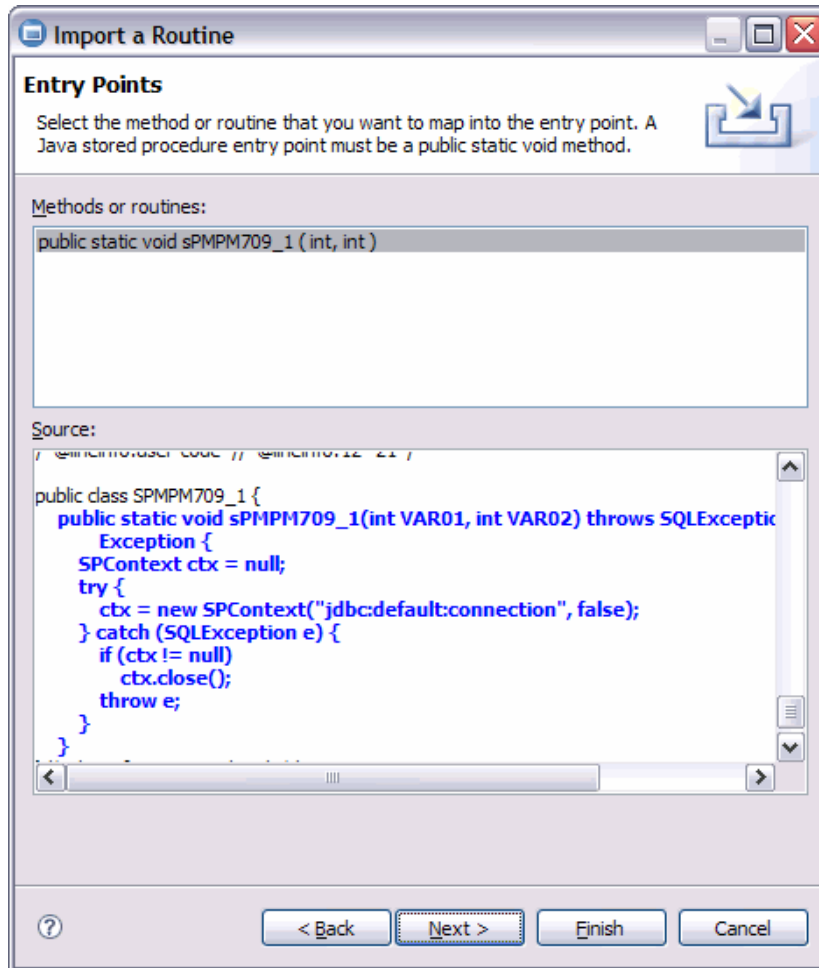 Import a Routine
Entry Points
Select the method or routine that you want to map into the entry point. A
Java stored procedure entry point must be a public static void method.
Methods or routines:
public static void sPMPM709_1 ( int, int )
Source:
public class SPMPM709_1 {
public static void sPMPM709_1(int VAR01, int VAR02) throws SQLExceptio
Exception {
SPContext ctx = null;
try {
ctx = new SPContext("jdbc:default:connection", false);
} catch (SQLException e) {
if (ctx != null)
ctx.close();
throw e;
}
}
< Back
Next >
Finish
Cancel